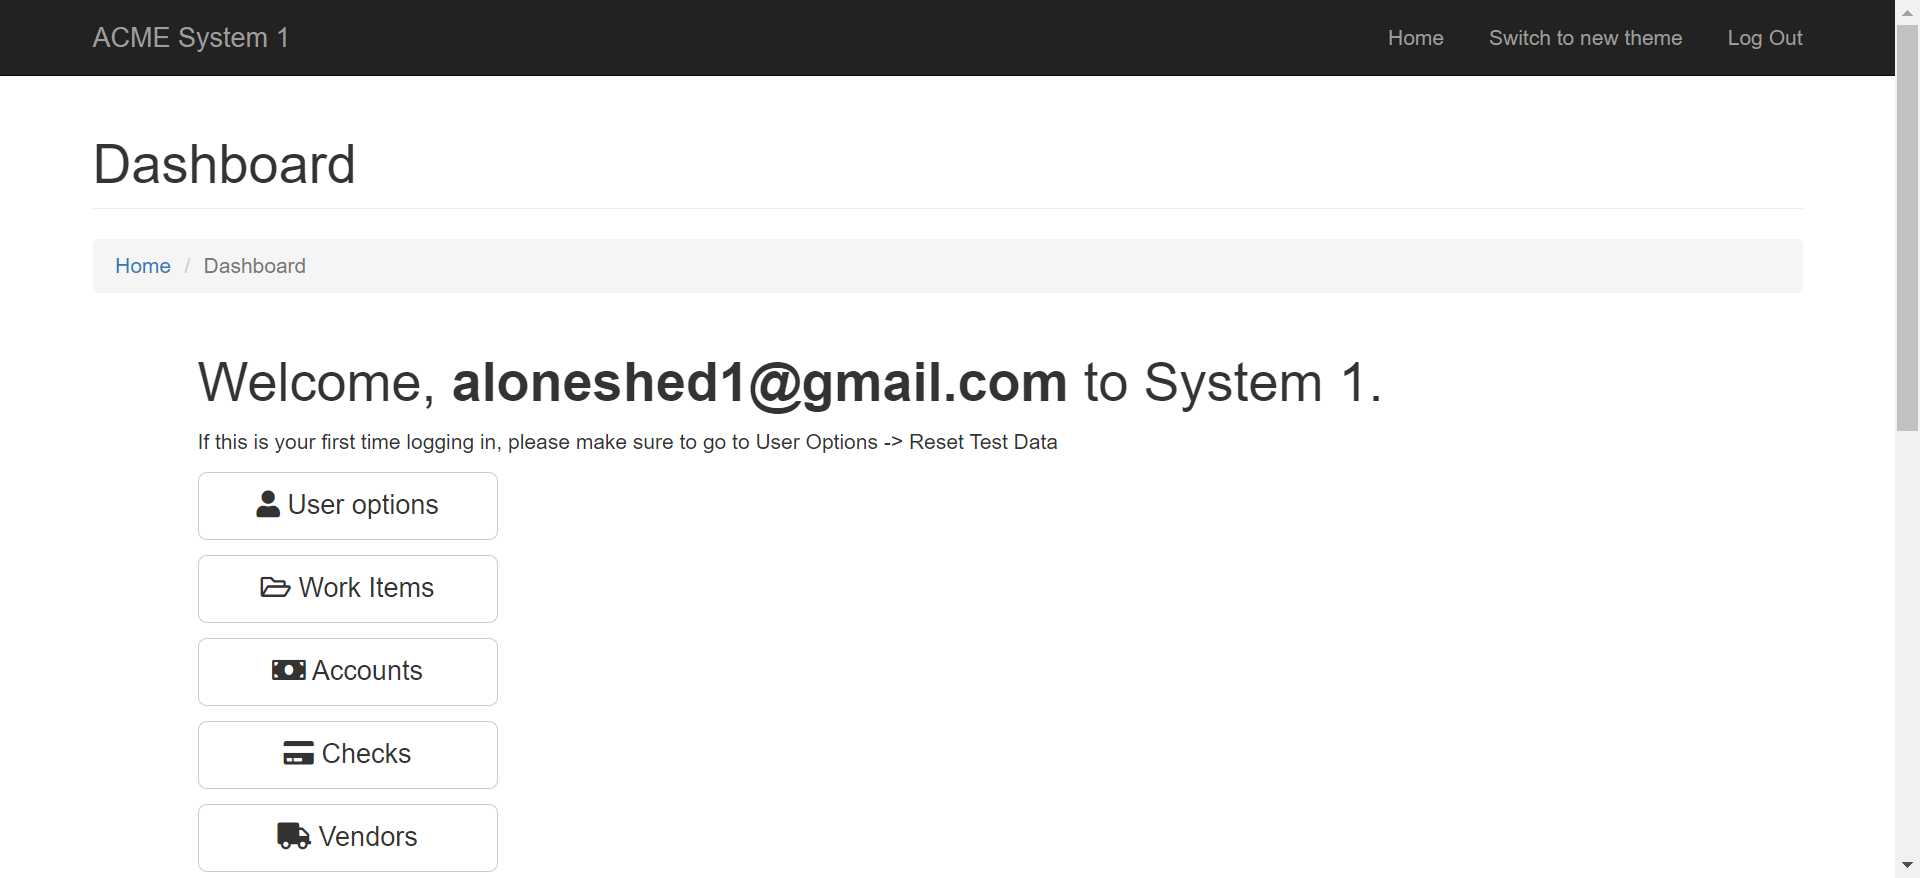 ACME System 1
Home
Switch to new theme
Log Out
Dashboard
Home / Dashboard
Welcome, aloneshed1@gmail.com to System 1.
If this is your first time logging in, please make sure to go to User Options -> Reset Test Data
User options
Work Items
Accounts
Checks
Vendors